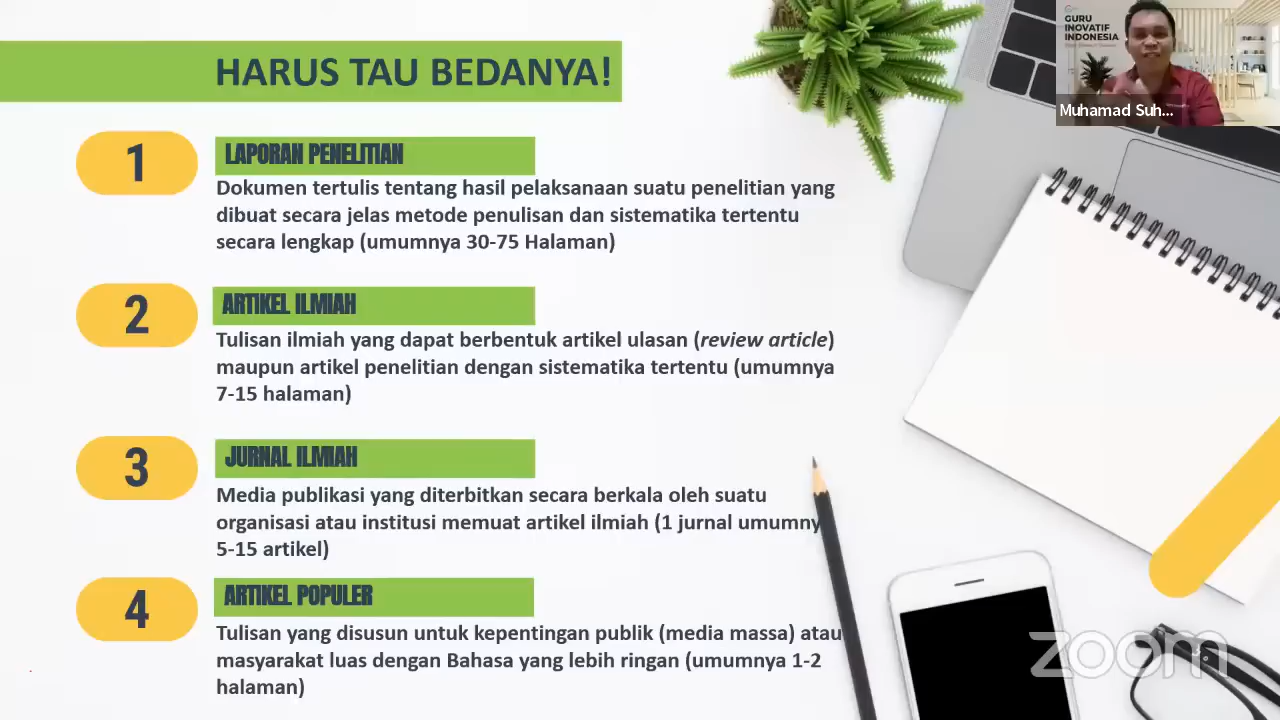 HARUS TAU BEDANYA!
1
LAPORAN PENELITIAN
Dokumen tertulis tentang hasil pelaksanaan suatu penelitian yang
dibuat secara jelas metode penulisan dan sistematika tertentu
secara lengkap (umumnya 30-75 Halaman)
2
ARTIKEL ILMIAH
Tulisan ilmiah yang dapat berbentuk artikel ulasan (review article)
maupun artikel penelitian dengan sistematika tertentu (umumnya
7-15 halaman)
3
JURNAL ILMIAH
Media publikasi yang diterbitkan secara berkala oleh suatu
organisasi atau institusi memuat artikel ilmiah (1 jurnal umumny
5-15 artikel)
4
ARTIKEL POPULER
Tulisan yang disusun untuk kepentingan publik (media massa) atau
masyarakat luas dengan Bahasa yang lebih ringan (umumnya 1-2
halaman)
GURU
INOVATIF
INDONESIA
Muhamad Suh...
zoom